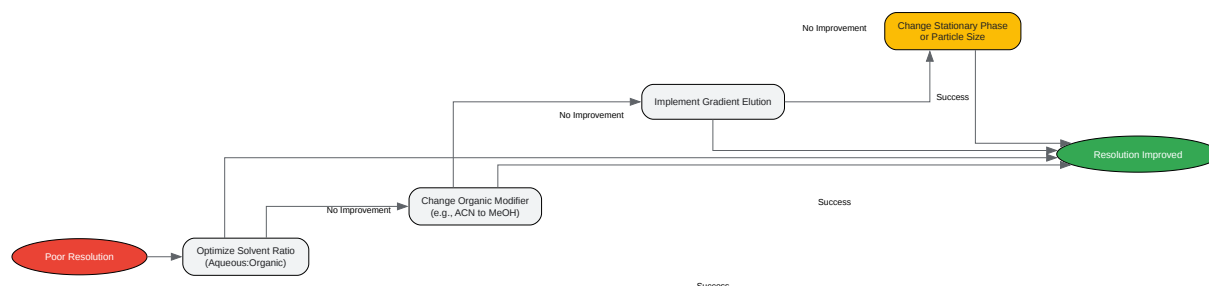 Poor Resolution
Optimize Solvent Ratio
(Aqueous:Organic)
No Improvement
Change Organic Modifier
(e.g., ACN to MeOH)
No Improvement
Implement Gradient Elution
No Improvement
Change Stationary Phase
or Particle Size
Success
Resolution Improved
Success
Success